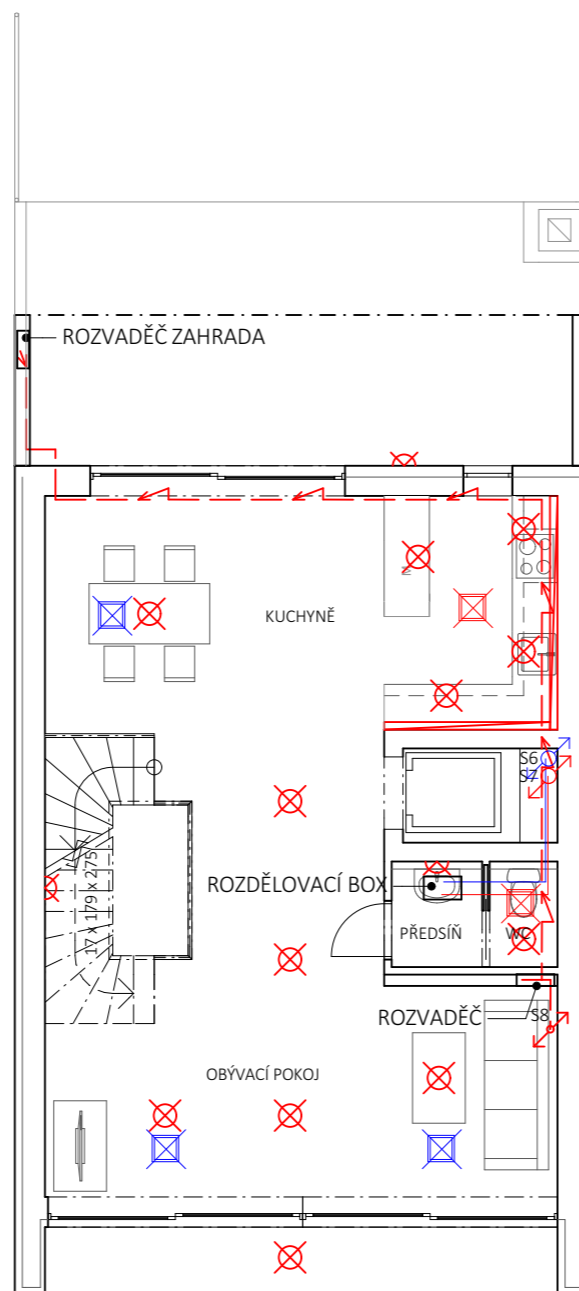 ROZVADĚČ ZAHRADA
KUCHYNĚ
S6
S7
17 x 179 x 275
ROZDĚLOVACÍ BOX
PŘEDSÍŇ
WC
ROZVADĚČ
S8
OBÝVACÍ POKOJ